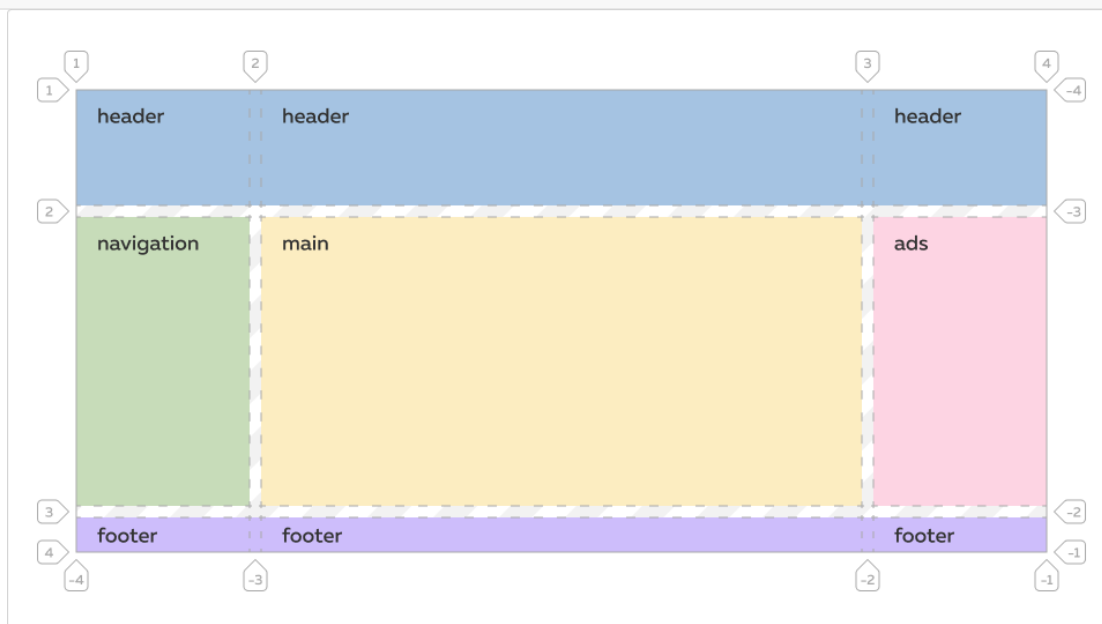 1 2 3 4
1 -4
header header header
2 -3
navigation main ads
3 -2
footer footer footer
4 -1
-4 -3 -2 -1